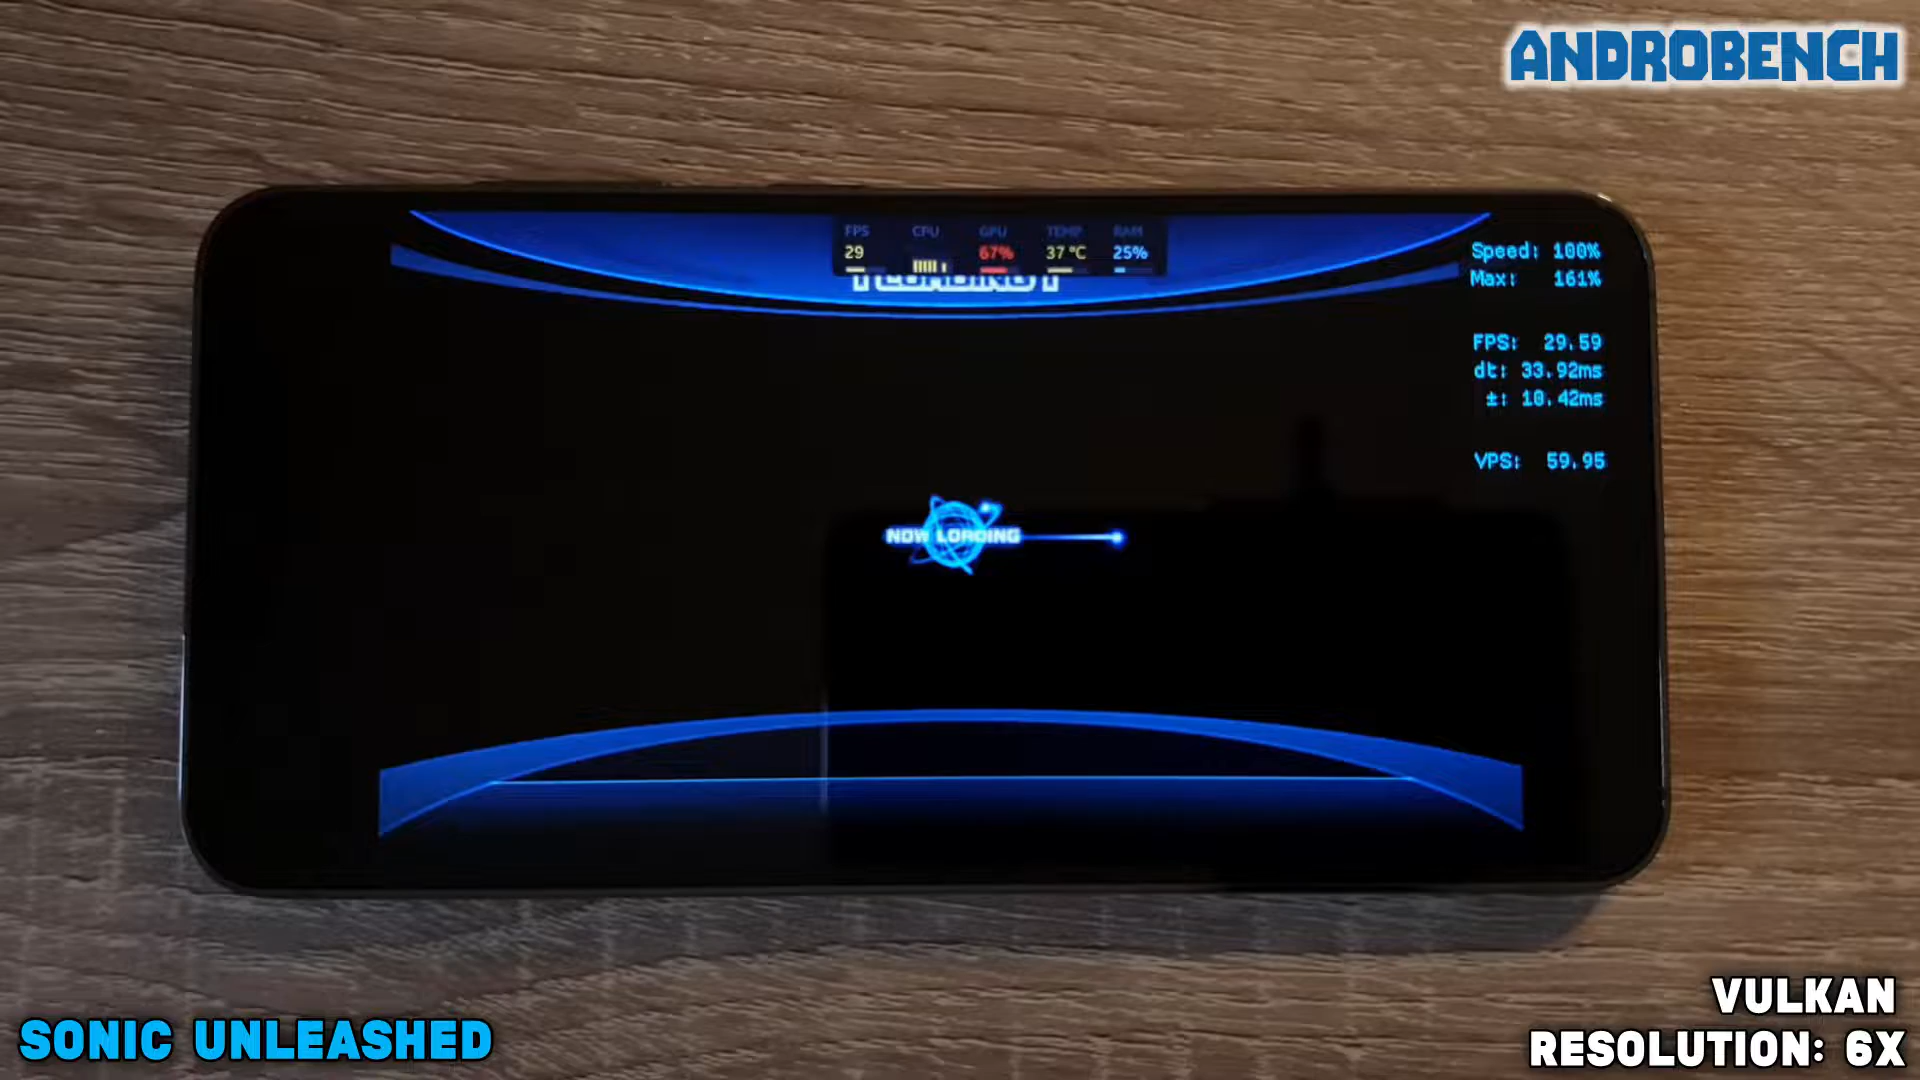 ANDROBENCH
FPS CPU GPU TEMP RAM
29 67% 37 °C 25%
Speed: 100%
Max: 161%
FPS: 29.59
dt: 33.92ms
±: 10.42ms
VPS: 59.95
NOW LOADING
VULKAN
SONIC UNLEASHED
RESOLUTION: 6X